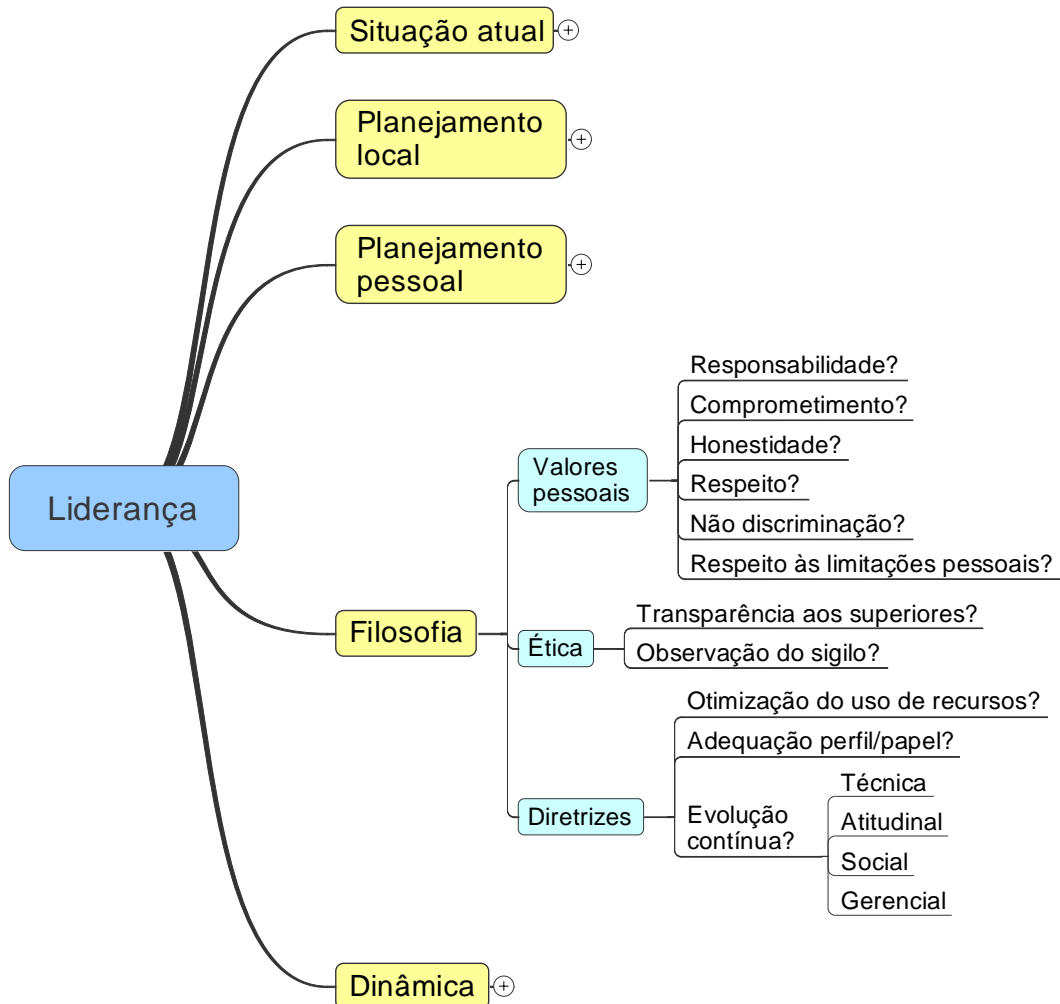 Situação atual
Planejamento
local
Planejamento
pessoal
Liderança
Filosofia
Valores
pessoais
Responsabilidade?
Comprometimento?
Honestidade?
Respeito?
Não discriminação?
Respeito às limitações pessoais?
Ética
Transparência aos superiores?
Observação do sigilo?
Diretrizes
Otimização do uso de recursos?
Adequação perfil/papel?
Evolução
contínua?
Técnica
Atitudinal
Social
Gerencial
Dinâmica